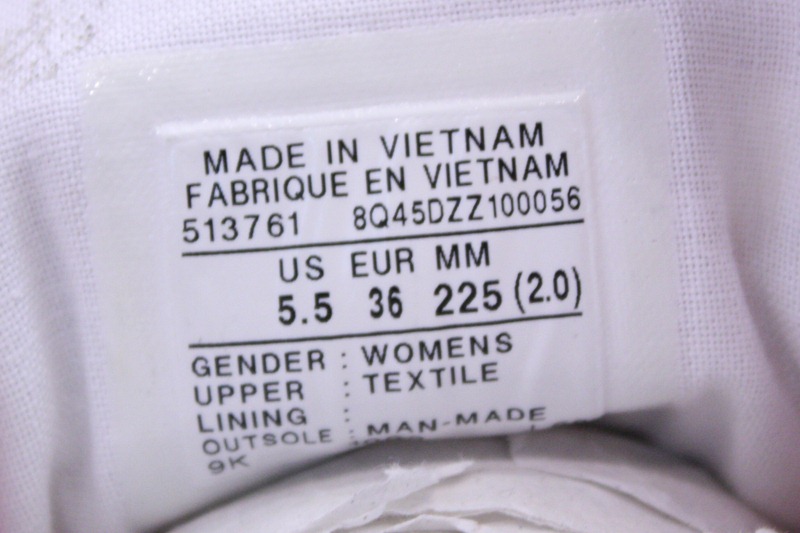 MADE IN VIETNAM
FABRIQUE EN VIETNAM
513761 8Q45DZZ100056
US EUR MM
5.5 36 225 (2.0)
GENDER : WOMENS
UPPER : TEXTILE
LINING :
OUTSOLE : MAN-MADE
9K